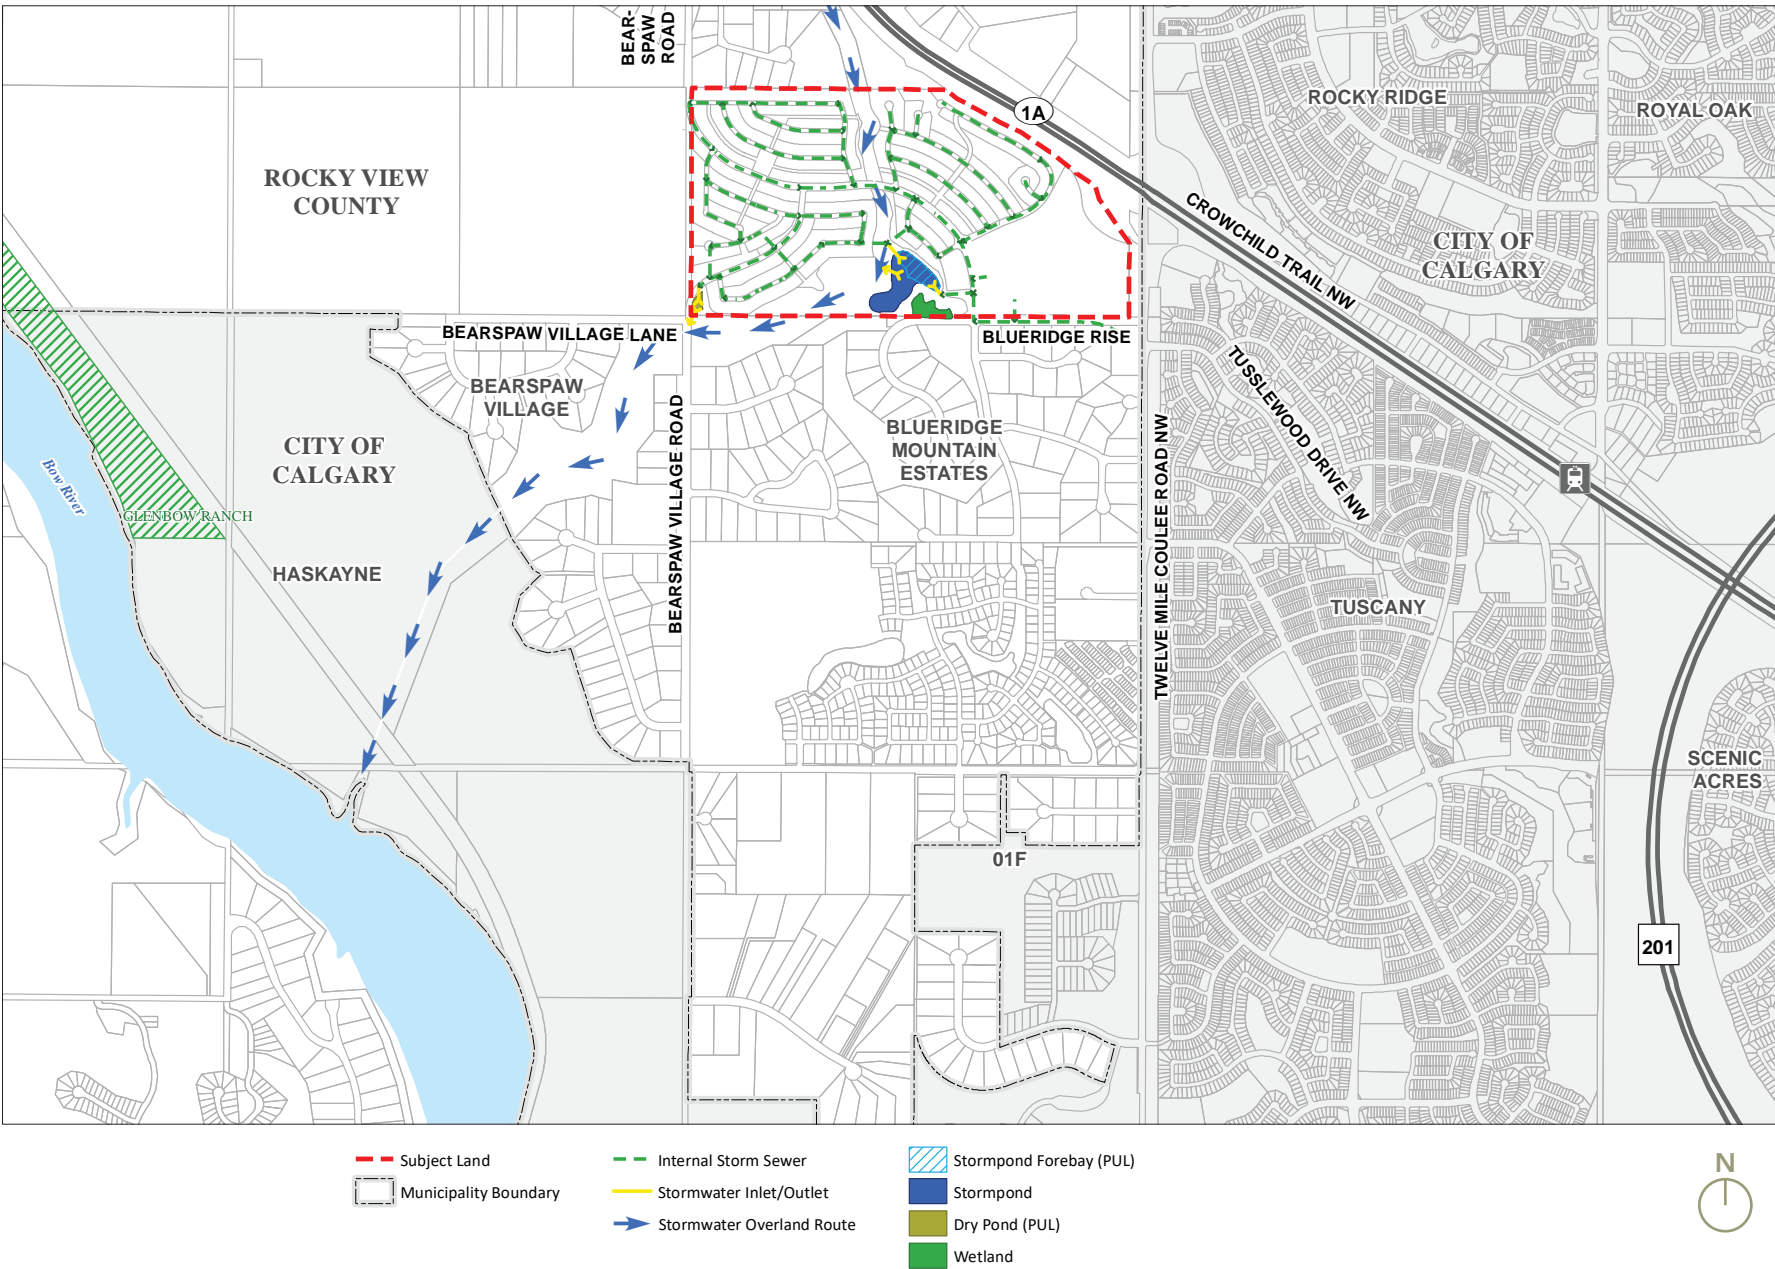 BEAR-
SPAW
ROAD
1A
ROCKY RIDGE
ROYAL OAK
ROCKY VIEW
COUNTY
CROWCHILD TRAIL NW
CITY OF
CALGARY
BEARSPAW VILLAGE LANE
BLUERIDGE RISE
BEARSPAW
VILLAGE
TUSSLEWOOD DRIVE NW
BLUERIDGE
MOUNTAIN
ESTATES
CITY OF
CALGARY
Bow River
GLENBOW RANCH
BEARSPAW VILLAGE ROAD
TWELVE MILE COULEE ROAD NW
HASKAYNE
TUSCANY
SCENIC
ACRES
01F
201
Subject Land
Municipality Boundary
Internal Storm Sewer
Stormwater Inlet/Outlet
Stormwater Overland Route
Stormpond Forebay (PUL)
Stormpond
Dry Pond (PUL)
Wetland
N